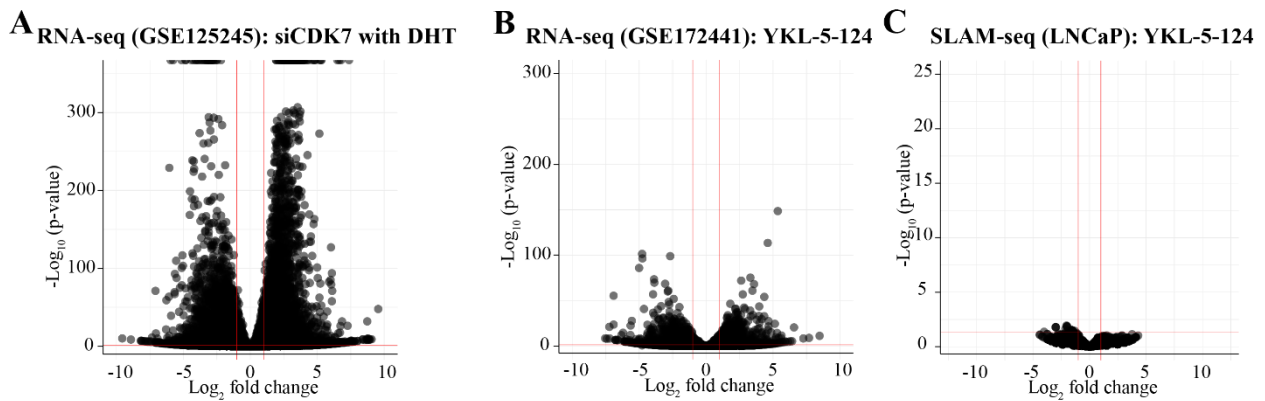 A RNA-seq (GSE125245): siCDK7 with DHT
300
200
100
0
-10 -5 0 5 10
-Log10 (p-value)
Log2 fold change
B RNA-seq (GSE172441): YKL-5-124
300
200
100
0
-10 -5 0 5 10
-Log10 (p-value)
Log2 fold change
C SLAM-seq (LNCaP): YKL-5-124
25
20
15
10
5
0
-10 -5 0 5 10
-Log10 (p-value)
Log2 fold change